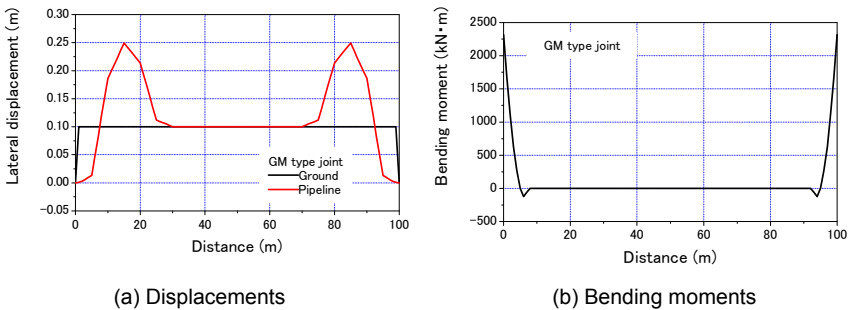 Lateral displacement (m)
0.30
0.25
0.20
0.15
0.10
0.05
0.00
−0.05
0
20
40
60
80
100
GM type joint
Ground
Pipeline
Distance (m)
(a) Displacements
Bending moment (kN・m)
2500
2000
1500
1000
500
0
−500
0
20
40
60
80
100
GM type joint
Distance (m)
(b) Bending moments